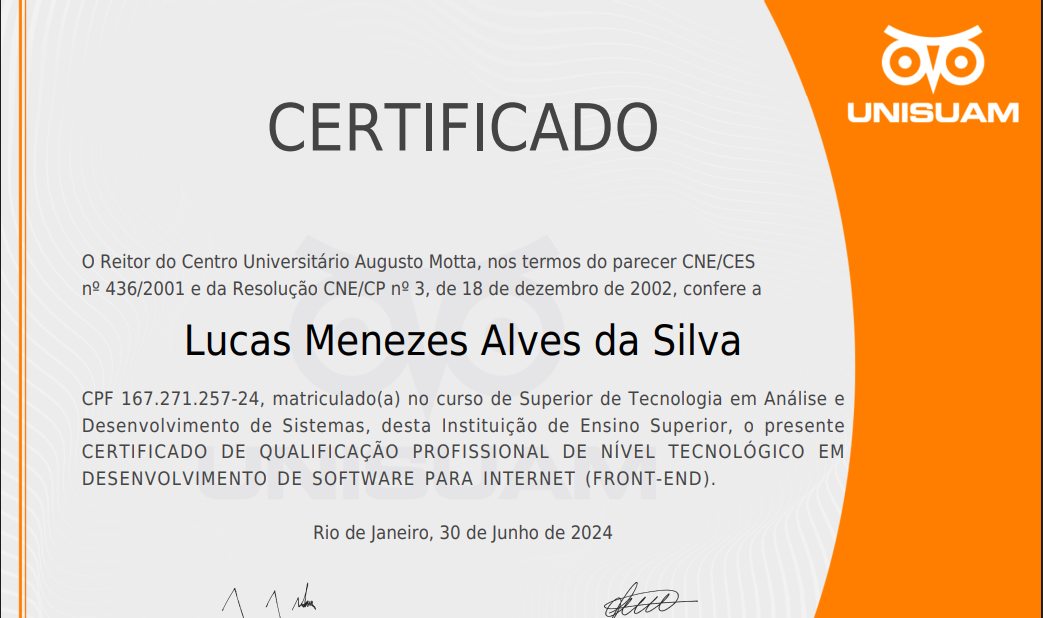 UNISUAM
CERTIFICADO
O Reitor do Centro Universitário Augusto Motta, nos termos do parecer CNE/CES
nº 436/2001 e da Resolução CNE/CP nº 3, de 18 de dezembro de 2002, confere a
Lucas Menezes Alves da Silva
CPF 167.271.257-24, matriculado(a) no curso de Superior de Tecnologia em Análise e
Desenvolvimento de Sistemas, desta Instituição de Ensino Superior, o presente
CERTIFICADO DE QUALIFICAÇÃO PROFISSIONAL DE NÍVEL TECNOLÓGICO EM
DESENVOLVIMENTO DE SOFTWARE PARA INTERNET (FRONT-END).
UNISUAM
Rio de Janeiro, 30 de Junho de 2024